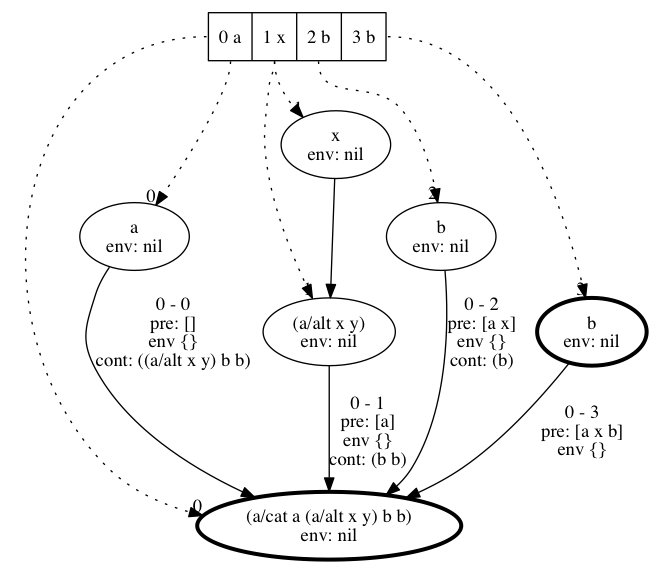 0 a 1 x 2 b 3 b
1
x
env: nil
0
a
env: nil
2
b
env: nil
(a/alt x y)
env: nil
b
env: nil
0 - 0
pre: []
env {}
cont: ((a/alt x y) b b)
0 - 2
pre: [a x]
env {}
cont: (b)
0 - 1
pre: [a]
env {}
cont: (b b)
0 - 3
pre: [a x b]
env {}
0
(a/cat a (a/alt x y) b b)
env: nil